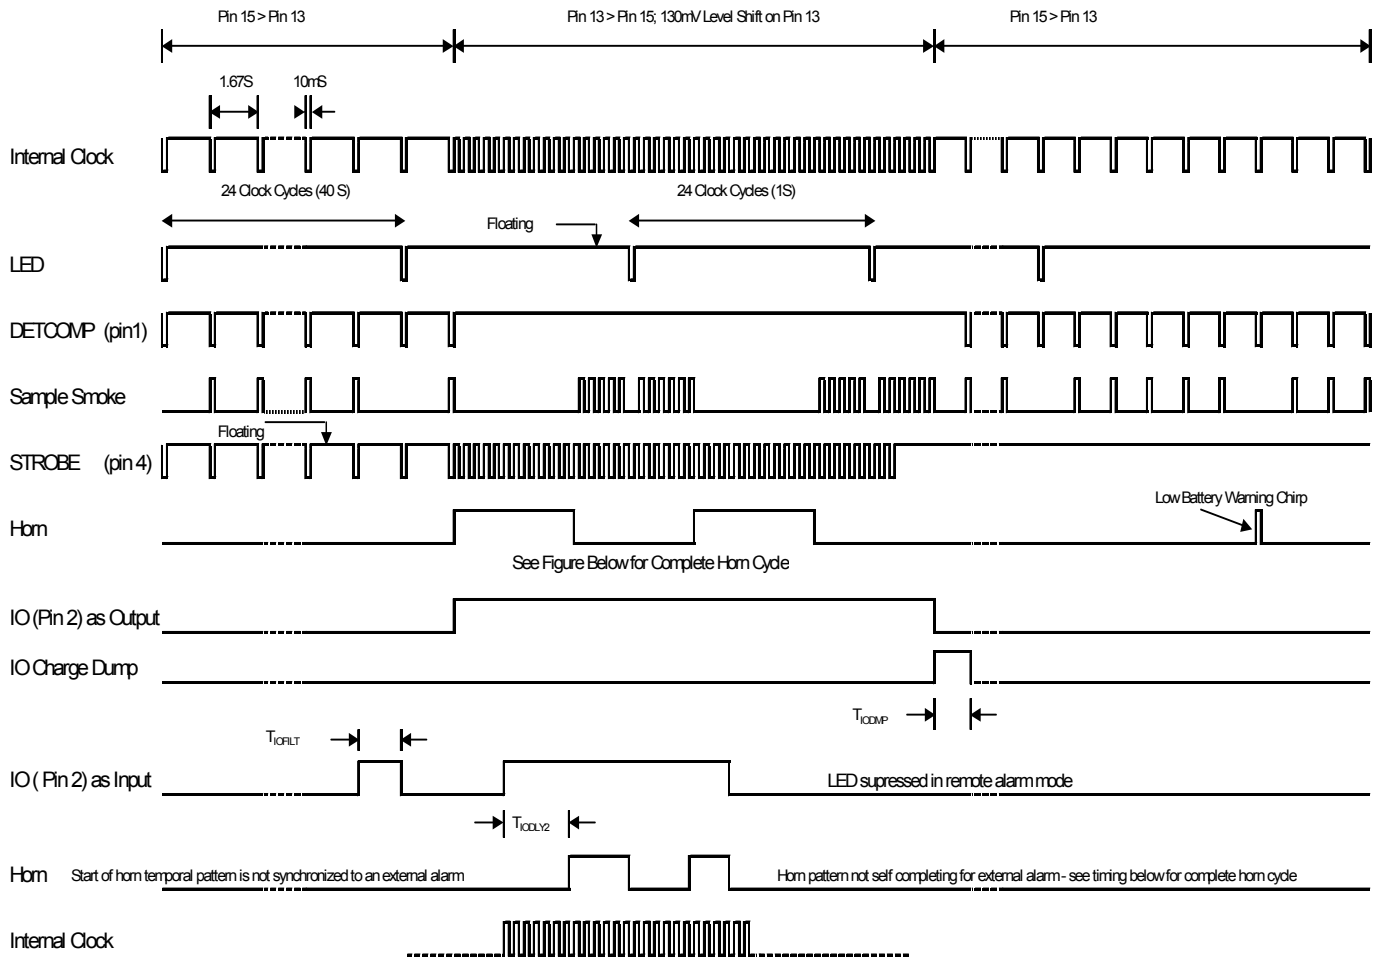 Pin 15 > Pin 13
Pin 13 > Pin 15; 130mV Level Shift on Pin 13
Pin 15 > Pin 13
1.67S
10mS
Internal Clock
24 Clock Cycles (40 S)
24 Clock Cycles (1S)
Floating
LED
DETCOMP (pin1)
Sample Smoke
Floating
STROBE (pin 4)
Low Battery Warning Chirp
Horn
See Figure Below for Complete Horn Cycle
IO (Pin 2) as Output
IO Charge Dump
TIODMP
TIOFILT
IO ( Pin 2) as Input
LED supressed in remote alarm mode
TIODLY2
Horn
Start of horn temporal pattern is not synchronized to an external alarm
Horn pattern not self completing for external alarm - see timing below for complete horn cycle
Internal Clock